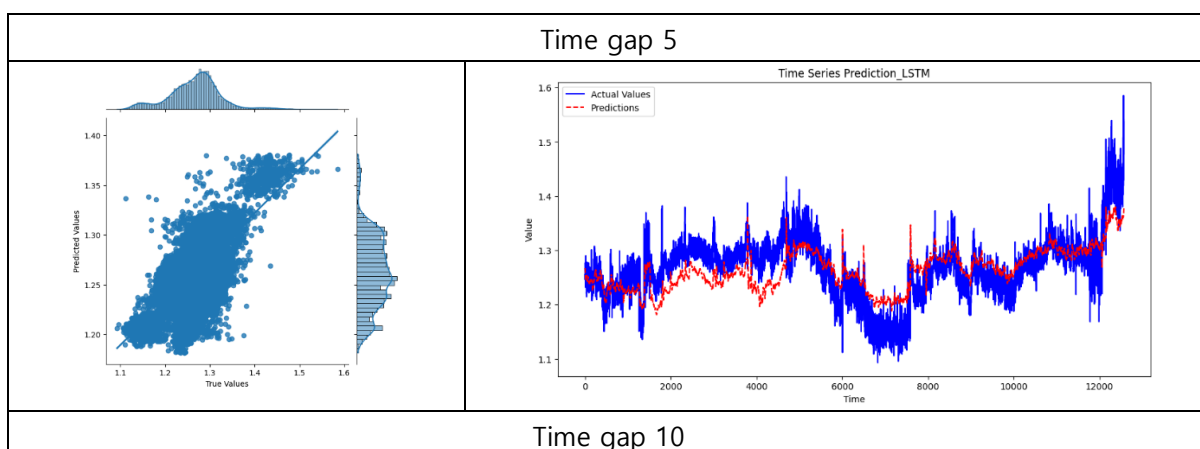 Time gap 5
1.40
1.35
1.30
1.25
1.20
Predicted Values
1.1 1.2 1.3 1.4 1.5 1.6
True Values
Time Series Prediction_LSTM
Actual Values
Predictions
1.6
1.5
1.4
1.3
1.2
1.1
Value
0 2000 4000 6000 8000 10000 12000
Time
Time gap 10